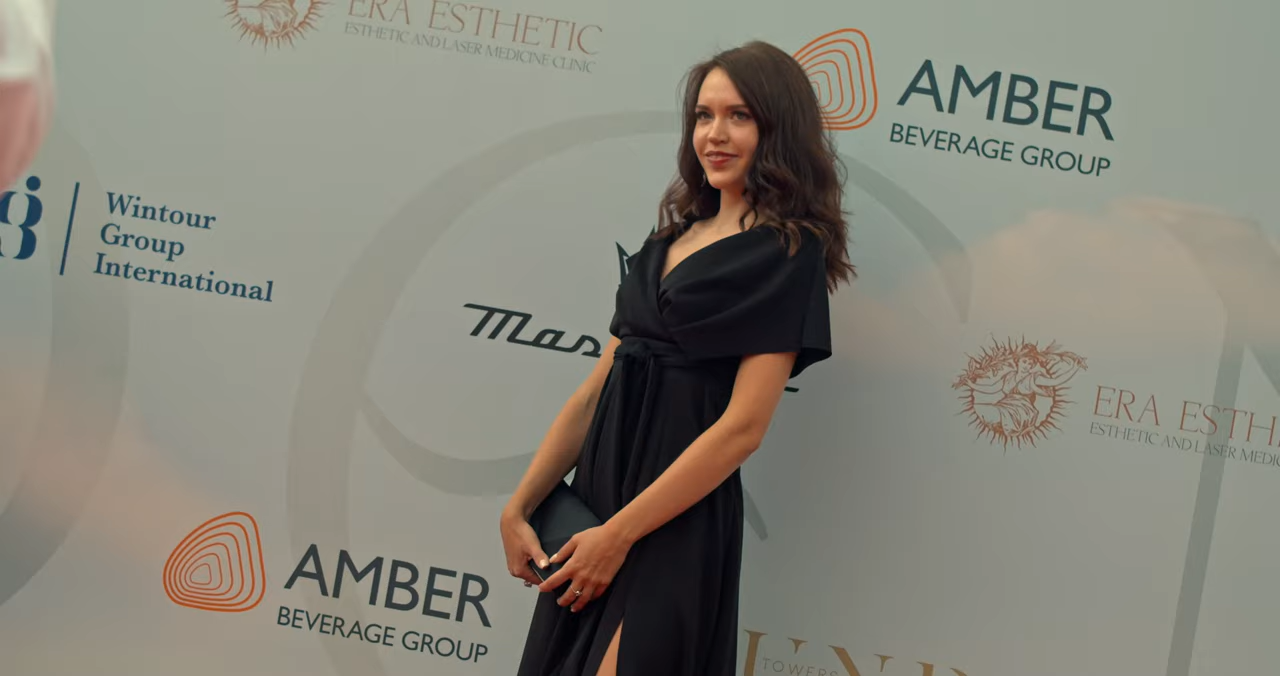 ERA ESTHETIC
ESTHETIC AND LASER MEDICINE CLINIC
AMBER
BEVERAGE GROUP
Wintour
Group
International
Mas
ERA ESTH
ESTHETIC AND LASER MEDIC
AMBER
BEVERAGE GROUP
TOWERS